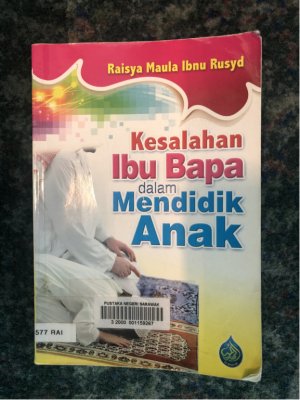 Raisya Maula Ibnu Rusyd
Kesalahan
Ibu Bapa
dalam
Mendidik
Anak
PUSTAKA NEGERI SARAWAK
577 RAI